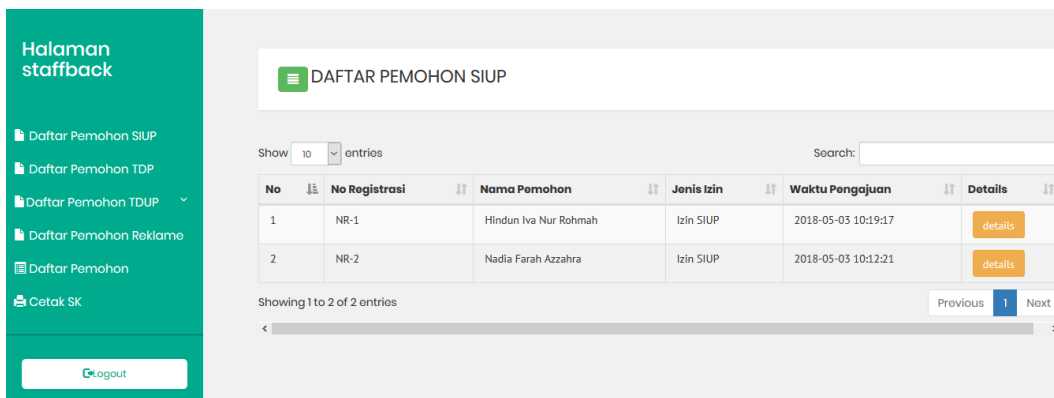 Halaman
staffback
Daftar Pemohon SIUP
Daftar Pemohon TDP
Daftar Pemohon TDUP
Daftar Pemohon Reklame
Daftar Pemohon
Cetak SK
Logout
DAFTAR PEMOHON SIUP
Show 10 entries Search:
No No Registrasi Nama Pemohon Jenis Izin Waktu Pengajuan Details
1 NR-1 Hindun Iva Nur Rohmah Izin SIUP 2018-05-03 10:19:17 details
2 NR-2 Nadia Farah Azzahra Izin SIUP 2018-05-03 10:12:21 details
Showing 1 to 2 of 2 entries Previous 1 Next